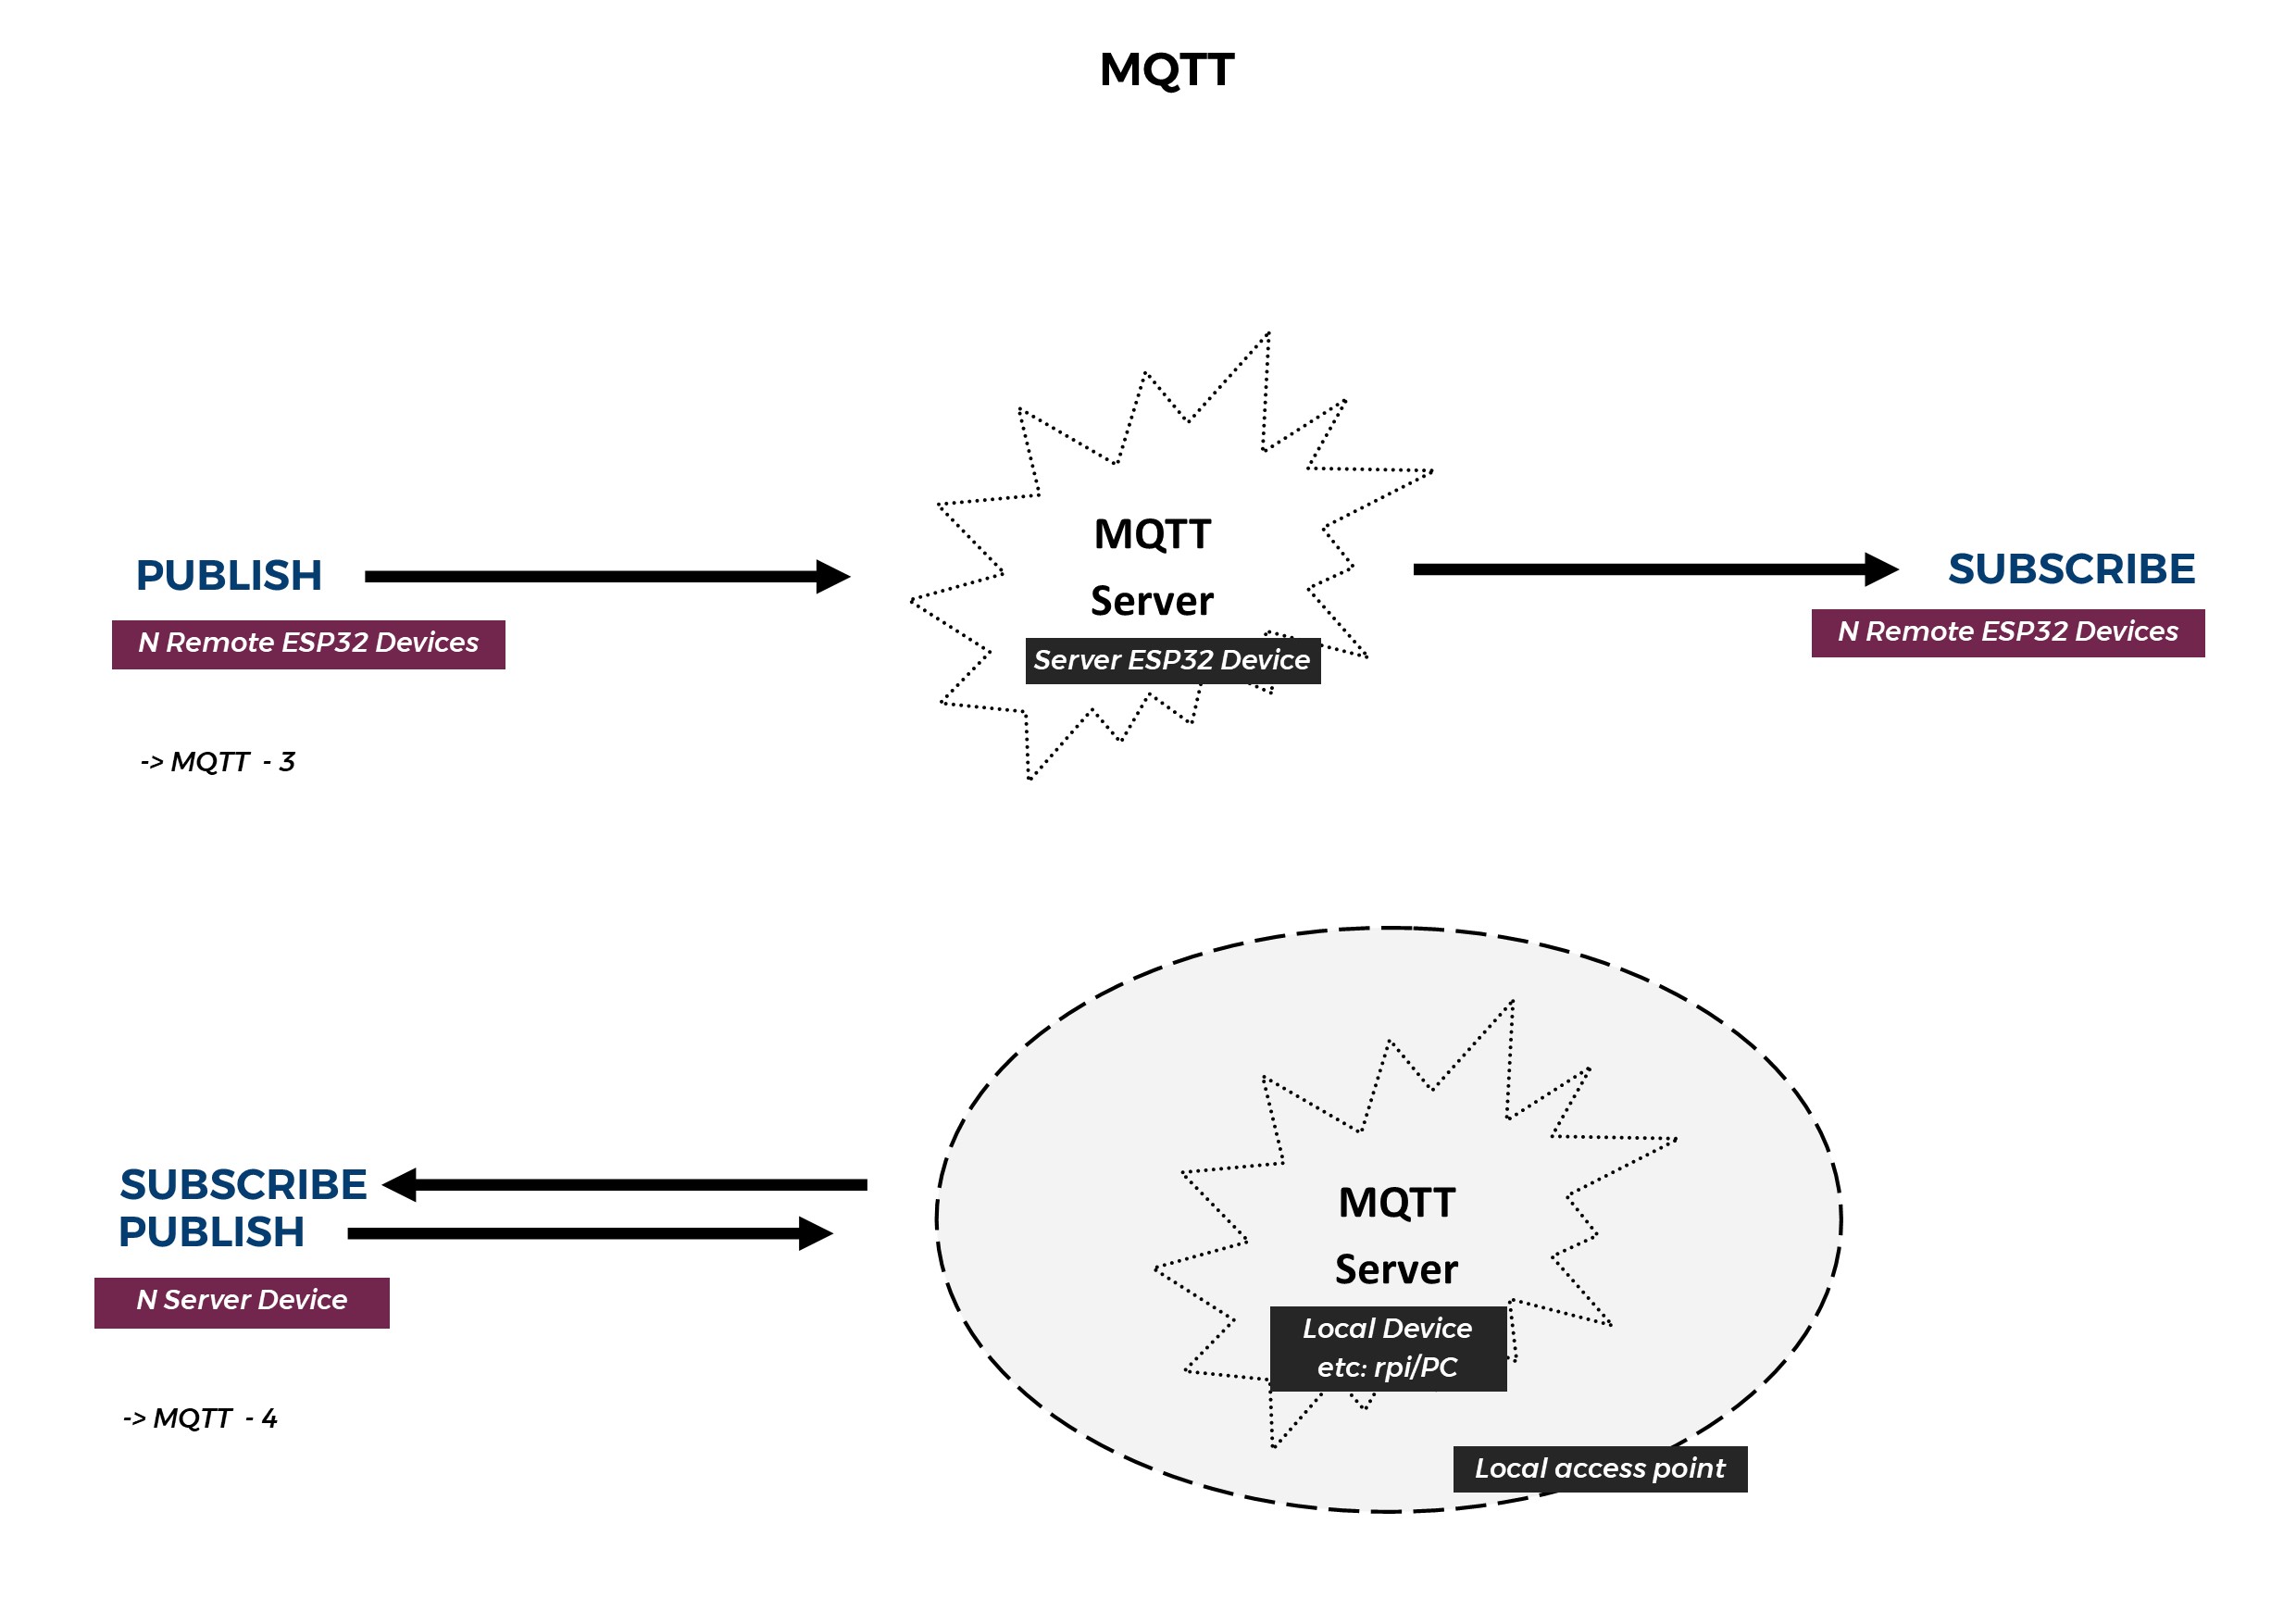 MQTT
MQTT
Server
Server ESP32 Device
PUBLISH
N Remote ESP32 Devices
SUBSCRIBE
N Remote ESP32 Devices
-> MQTT - 3
SUBSCRIBE
PUBLISH
N Server Device
MQTT
Server
Local Device
etc: rpi/PC
Local access point
-> MQTT - 4